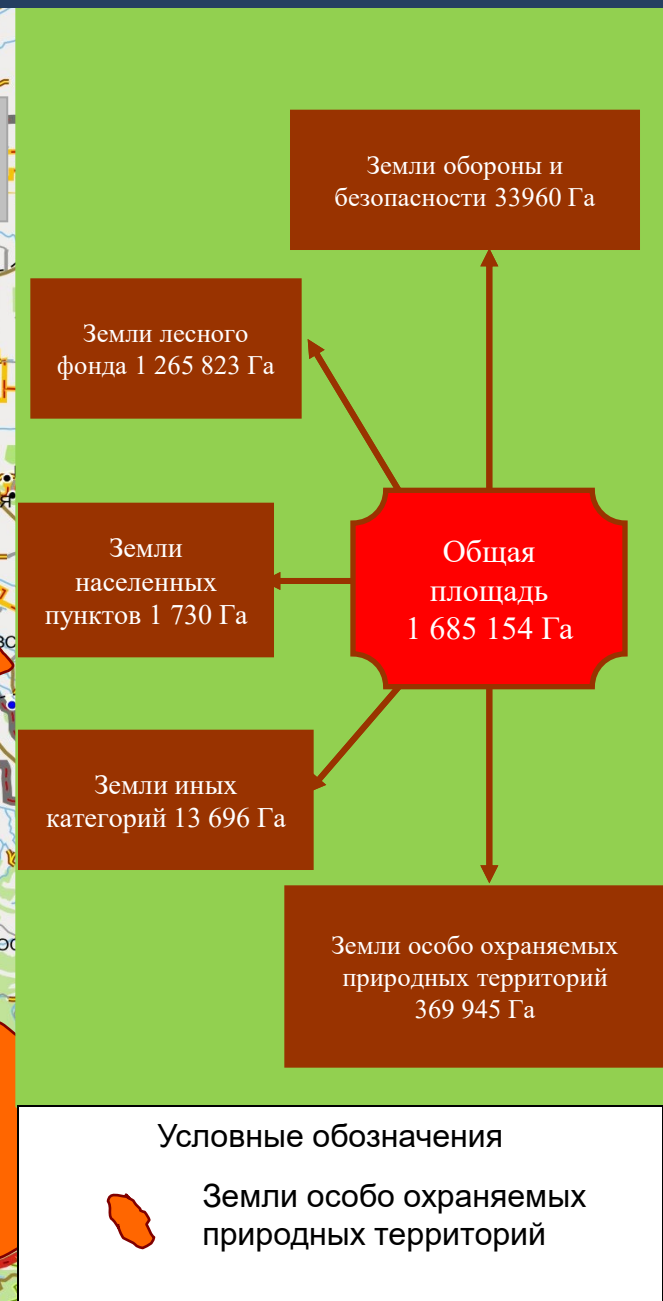 Земли обороны и
безопасности 33960 Га
Земли лесного
фонда 1 265 823 Га
Земли
населенных
пунктов 1 730 Га
Общая
площадь
1 685 154 Га
Земли иных
категорий 13 696 Га
Земли особо охраняемых
природных территорий
369 945 Га
Условные обозначения
Земли особо охраняемых
природных территорий